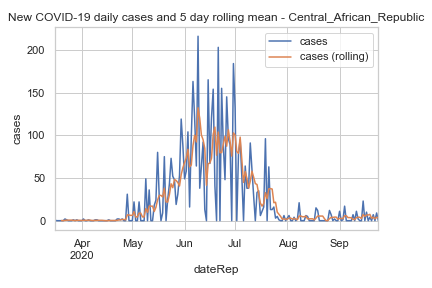 New COVID-19 daily cases and 5 day rolling mean - Central_African_Republic
cases
cases (rolling)
200
150
100
50
0
cases
Apr
2020
May
Jun
Jul
Aug
Sep
dateRep